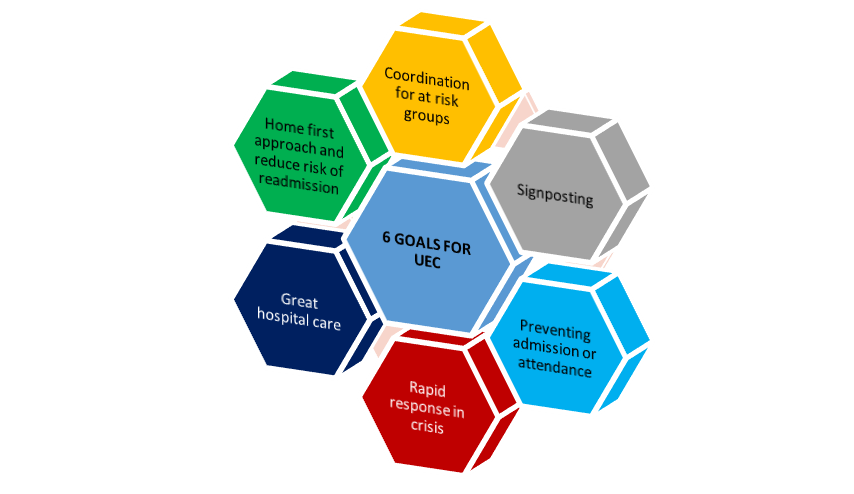 Coordination
for at risk
groups
Home first
approach and
reduce risk of
readmission
Signposting
6 GOALS FOR
UEC
Great
hospital care
Preventing
admission or
attendance
Rapid
response in
crisis